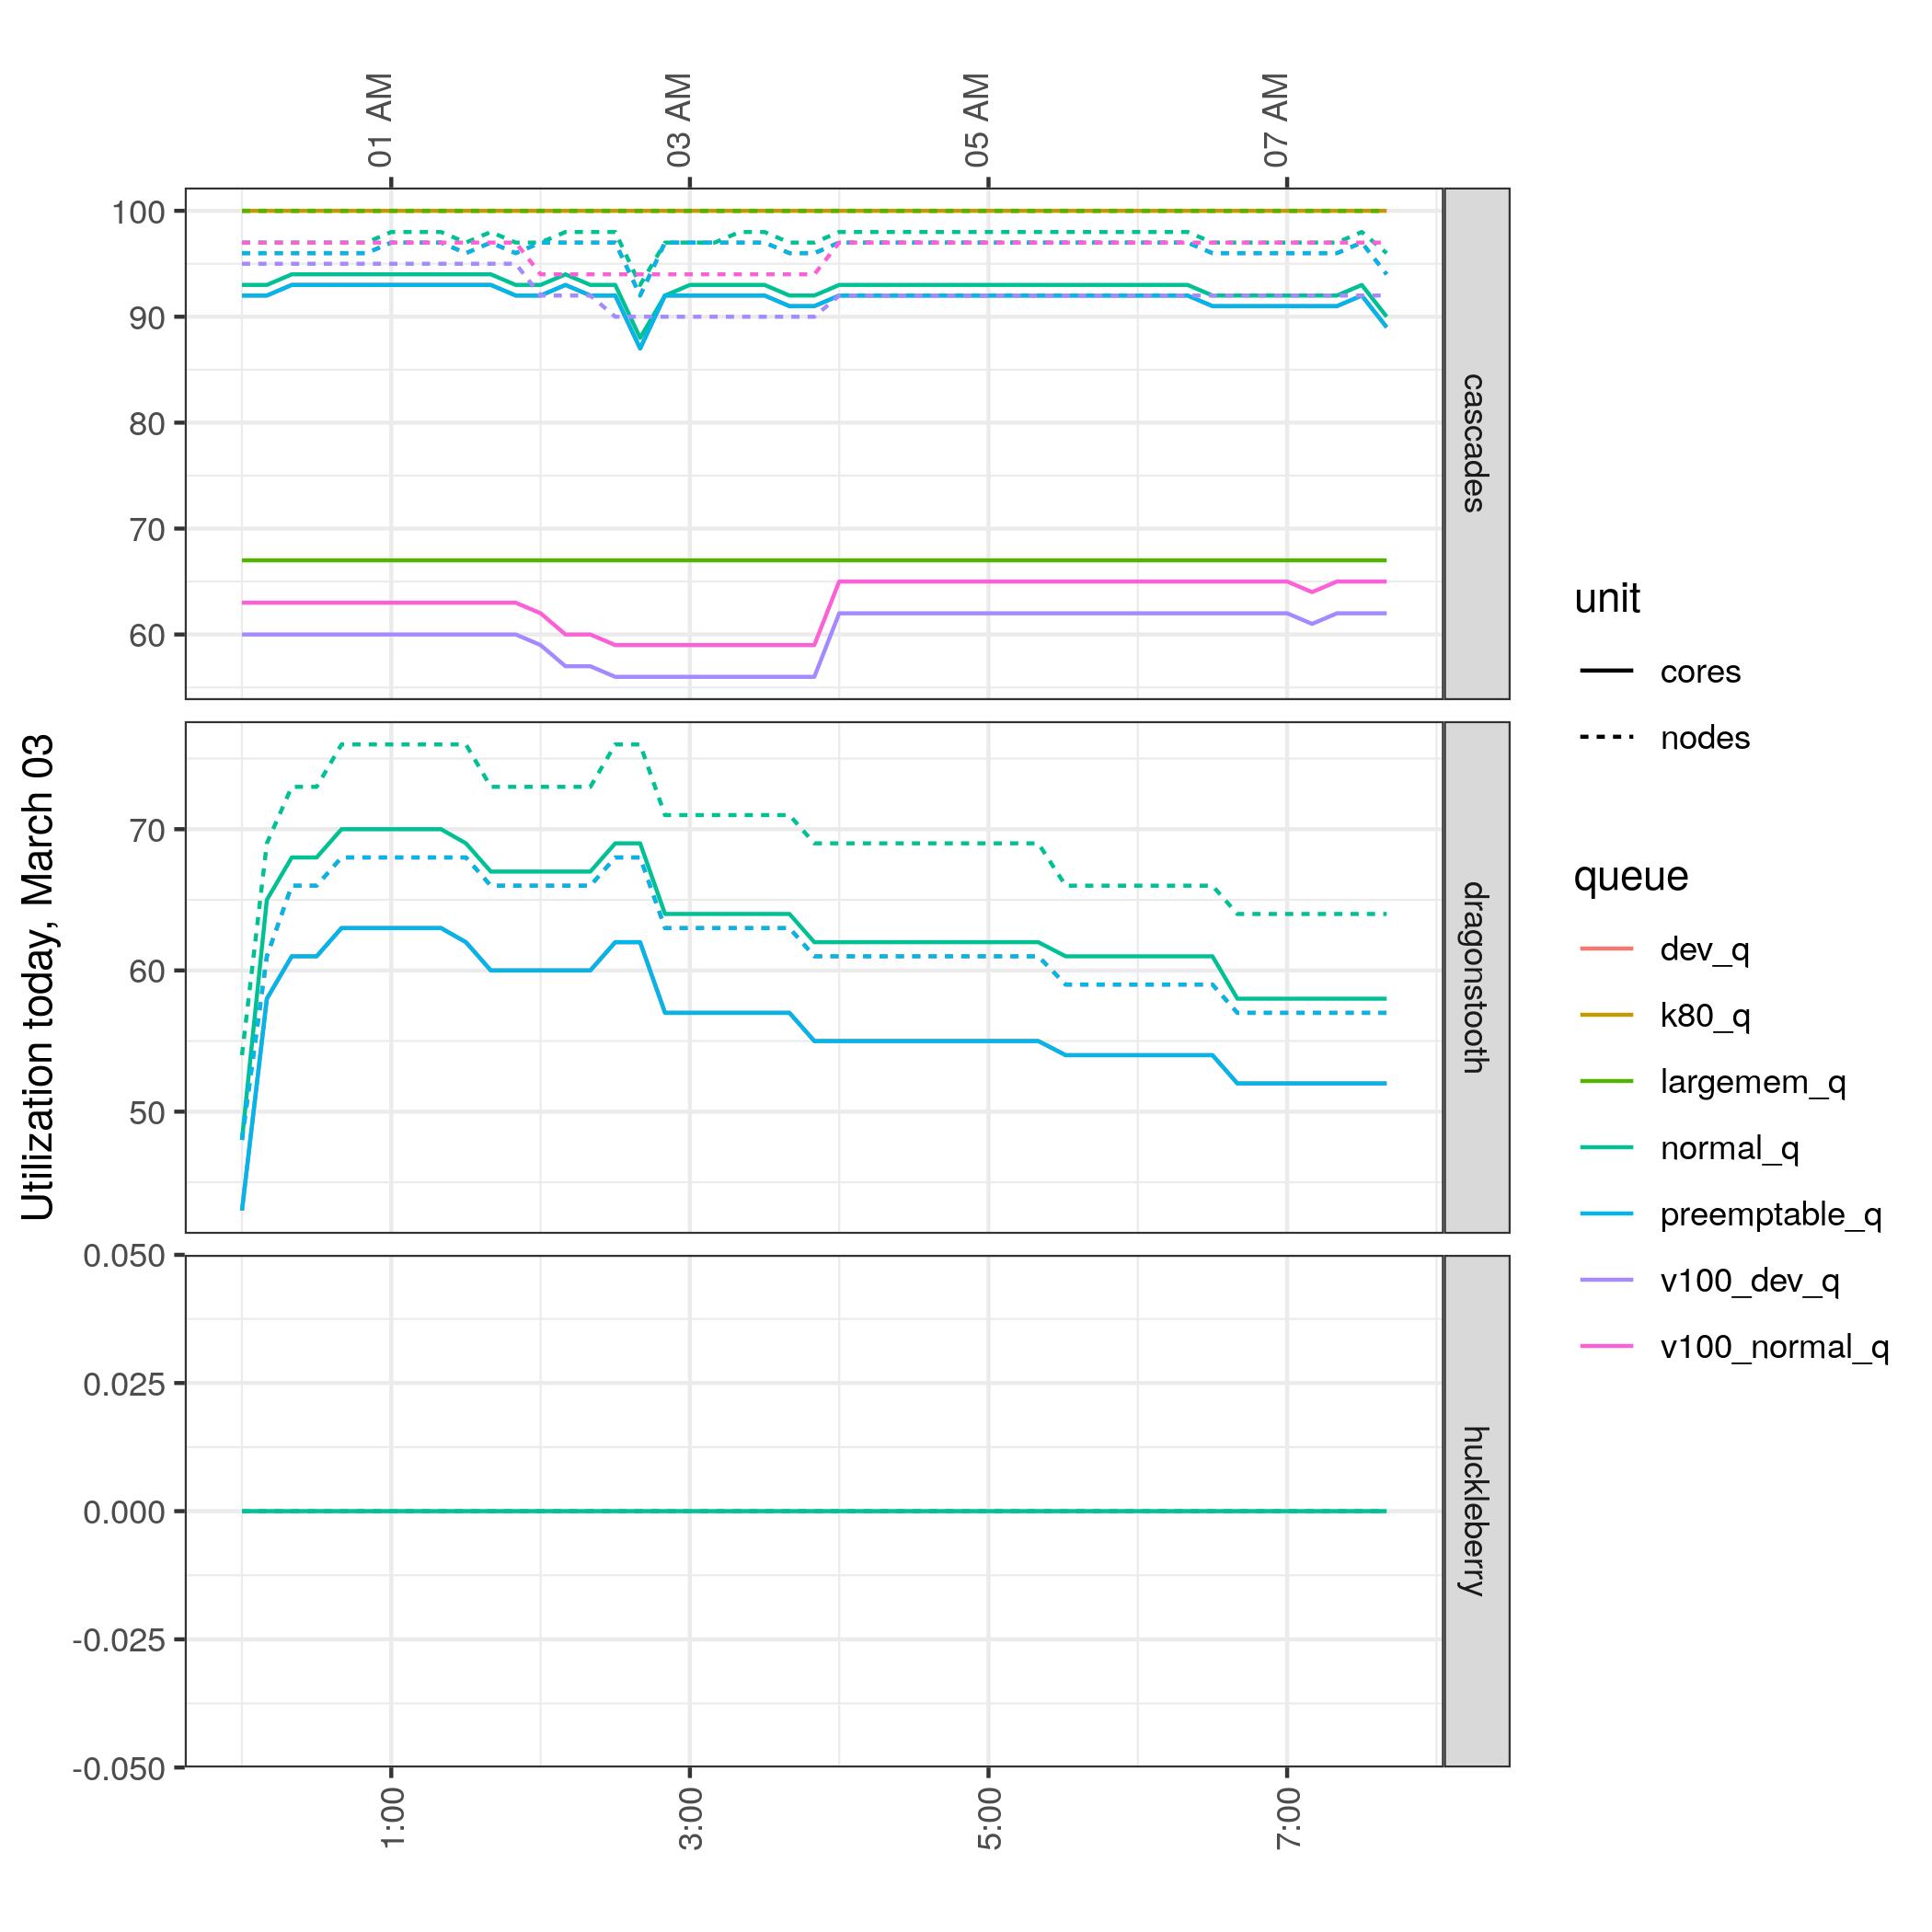 01 AM
03 AM
05 AM
07 AM
100
90
80
70
60
cascades
Utilization today, March 03
70
60
50
dragonstooth
0.050
0.025
0.000
-0.025
-0.050
huckleberry
1:00
3:00
5:00
7:00
unit
cores
nodes
queue
dev_q
k80_q
largemem_q
normal_q
preemptable_q
v100_dev_q
v100_normal_q